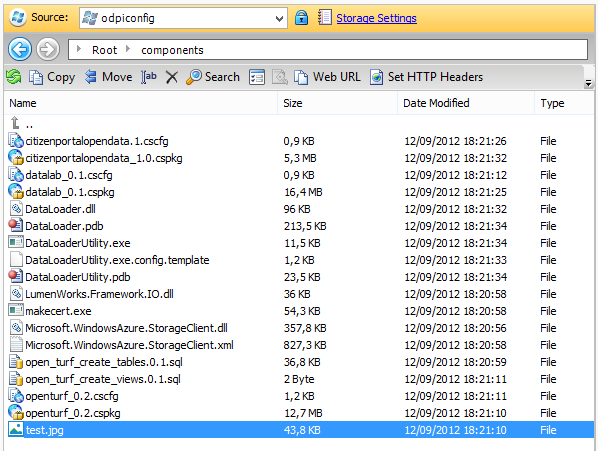 Source: odpiconfig Storage Settings
Root components
Copy Move ab Search Web URL Set HTTP Headers
Name Size Date Modified Type
..
citizenportalopendata.1.cscfg 0,9 KB 12/09/2012 18:21:26 File
citizenportalopendata_1.0.cspkg 5,3 MB 12/09/2012 18:21:32 File
datalab_0.1.cscfg 0,9 KB 12/09/2012 18:21:12 File
datalab_0.1.cspkg 16,4 MB 12/09/2012 18:21:25 File
DataLoader.dll 96 KB 12/09/2012 18:21:32 File
DataLoader.pdb 213,5 KB 12/09/2012 18:21:34 File
DataLoaderUtility.exe 11,5 KB 12/09/2012 18:21:34 File
DataLoaderUtility.exe.config.template 1,2 KB 12/09/2012 18:21:33 File
DataLoaderUtility.pdb 23,5 KB 12/09/2012 18:21:34 File
LumenWorks.Framework.IO.dll 36 KB 12/09/2012 18:20:58 File
makecert.exe 54,3 KB 12/09/2012 18:20:58 File
Microsoft.WindowsAzure.StorageClient.dll 357,8 KB 12/09/2012 18:20:56 File
Microsoft.WindowsAzure.StorageClient.xml 827,3 KB 12/09/2012 18:20:58 File
open_turf_create_tables.0.1.sql 36,8 KB 12/09/2012 18:20:59 File
open_turf_create_views.0.1.sql 2 Byte 12/09/2012 18:21:11 File
openturf_0.2.cscfg 1,2 KB 12/09/2012 18:21:11 File
openturf_0.2.cspkg 12,7 MB 12/09/2012 18:21:10 File
test.jpg 43,8 KB 12/09/2012 18:21:10 File